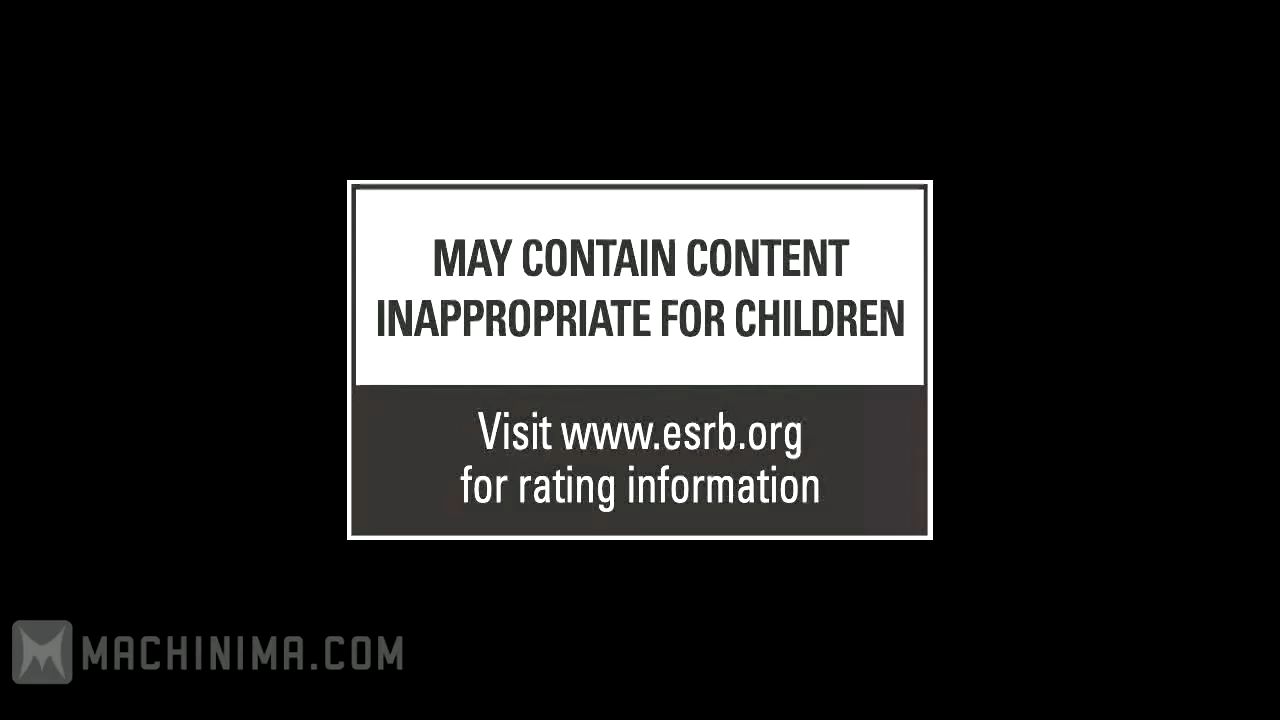 MAY CONTAIN CONTENT
INAPPROPRIATE FOR CHILDREN
Visit www.esrb.org
for rating information
MACHINIMA.COM